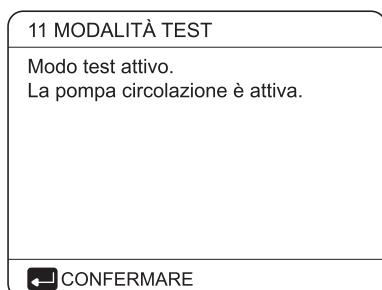 11 MODALITÀ TEST
Modo test attivo.
La pompa circolazione è attiva.
CONFERMARE